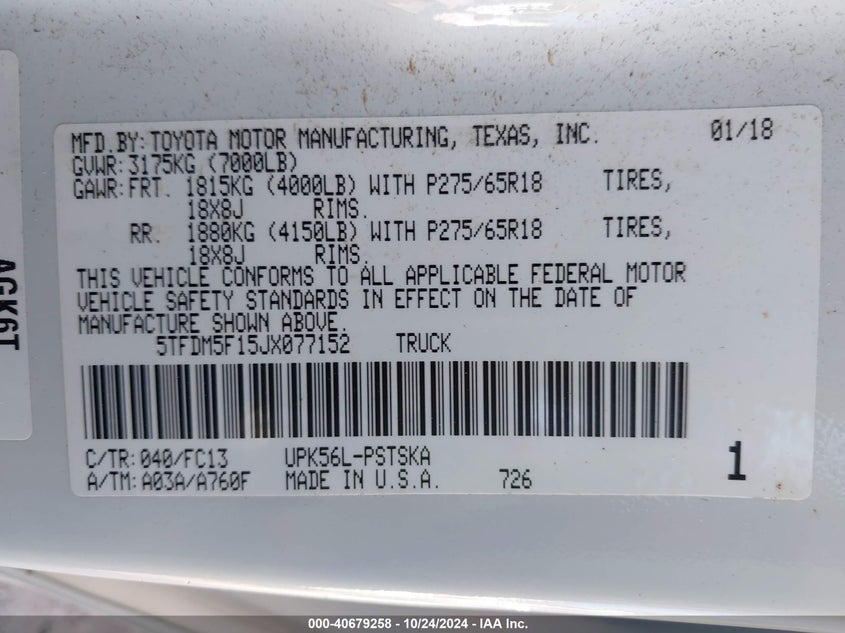 MFD.BY:TOYOTA MOTOR MANUFACTURING, TEXAS, INC. 01/18
GVWR:3175KG (7000LB)
GAWR:FRT. 1815KG (4000LB) WITH P275/65R18 TIRES,
18X8J RIMS.
RR. 1880KG (4150LB) WITH P275/65R18 TIRES,
18X8J RIMS.
THIS VEHICLE CONFORMS TO ALL APPLICABLE FEDERAL MOTOR
VEHICLE SAFETY STANDARDS IN EFFECT ON THE DATE OF
MANUFACTURE SHOWN ABOVE.
5TFDM5F15JX077152 TRUCK
C/TR:040/FC13 UPK56L-PSTSKA
A/TM:A03A/A760F MADE IN U.S.A. 726 1
AGK6T
000-40679258 - 10/24/2024 - IAA Inc.